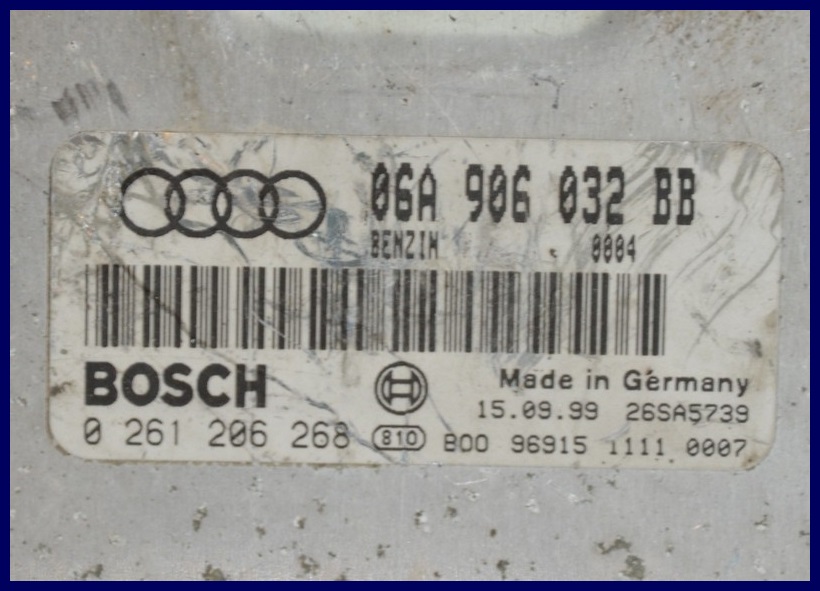 06A 906 032 BB
BENZIN 0004
BOSCH
Made in Germany
15.09.99 26SA5739
0 261 206 268 810 B00 96915 1111 0007